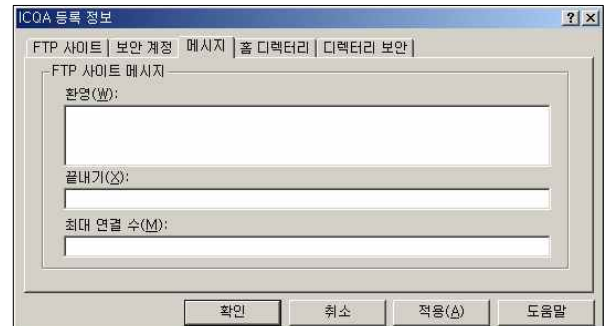 ICQA 등록 정보
FTP 사이트 보안 계정 메시지 홈 디렉터리 디렉터리 보안
FTP 사이트 메시지
환영(W):
끝내기(X):
최대 연결 수(M):
확인 취소 적용(A) 도움말